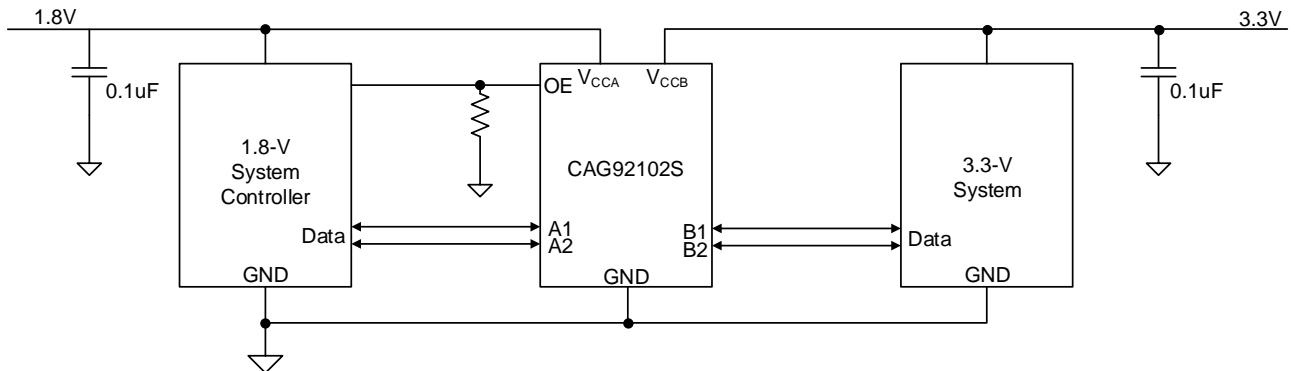 1.8V
3.3V
0.1uF
OE
VCCA
VCCB
0.1uF
1.8-V
System
Controller
CAG92102S
3.3-V
System
Data
A1
A2
B1
B2
Data
GND
GND
GND